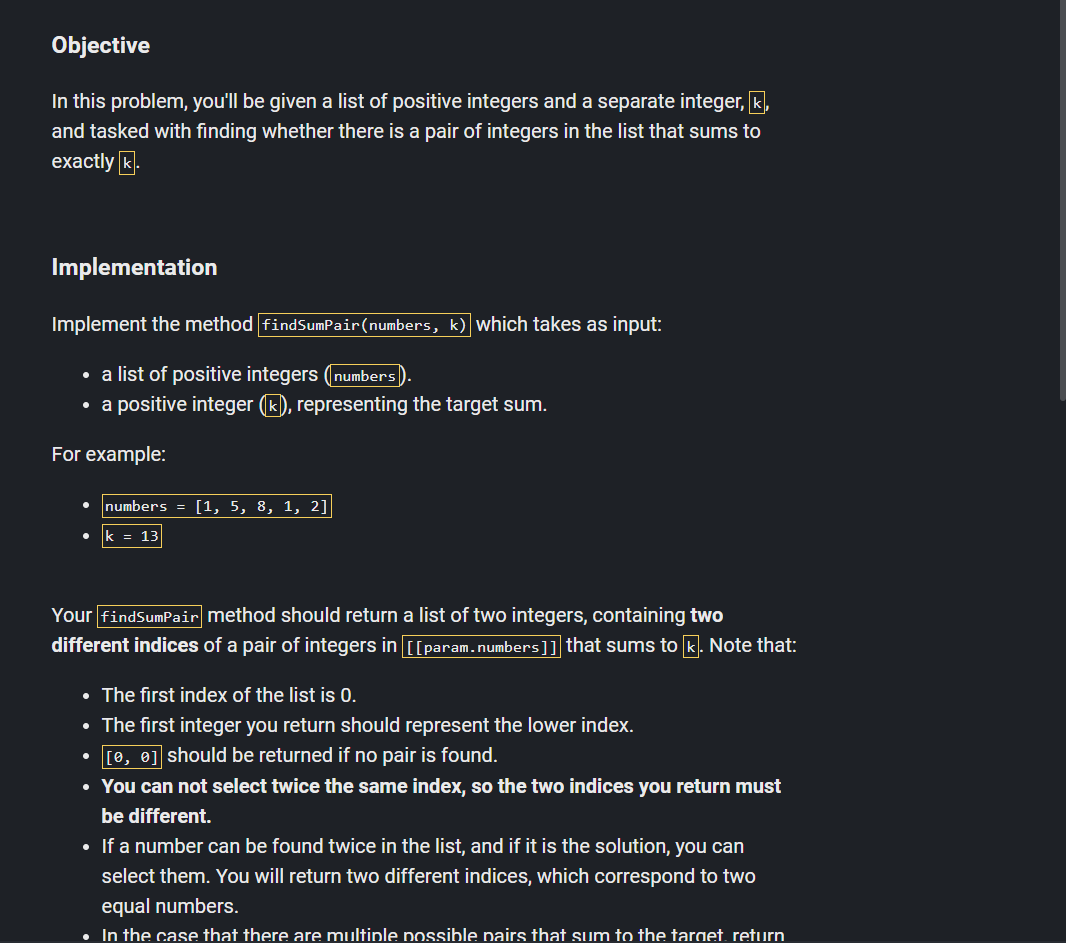 Objective
In this problem, you'll be given a list of positive integers and a separate integer, k,
and tasked with finding whether there is a pair of integers in the list that sums to
exactly k.
Implementation
Implement the method findSumPair(numbers, k) which takes as input:
• a list of positive integers (numbers).
• a positive integer (k), representing the target sum.
For example:
• numbers = [1, 5, 8, 1, 2]
• k = 13
Your findSumPair method should return a list of two integers, containing two
different indices of a pair of integers in [[param.numbers]] that sums to k. Note that:
• The first index of the list is 0.
• The first integer you return should represent the lower index.
• [0, 0] should be returned if no pair is found.
• You can not select twice the same index, so the two indices you return must
be different.
• If a number can be found twice in the list, and if it is the solution, you can
select them. You will return two different indices, which correspond to two
equal numbers.
• In the case that there are multiple possible pairs that sum to the target, return